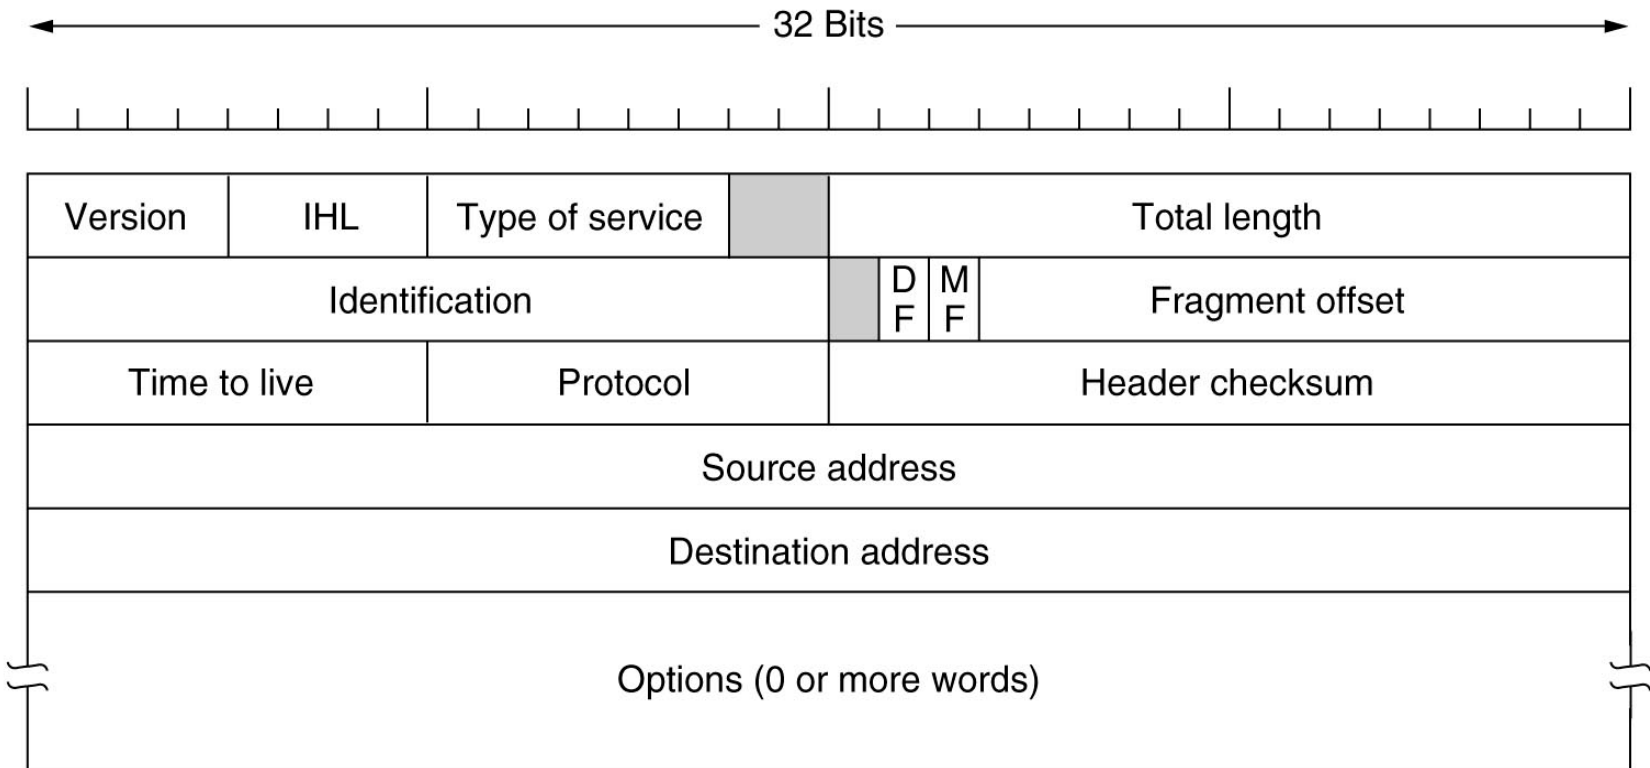 32 Bits
Version IHL Type of service Total length
Identification D F M F Fragment offset
Time to live Protocol Header checksum
Source address
Destination address
Options (0 or more words)